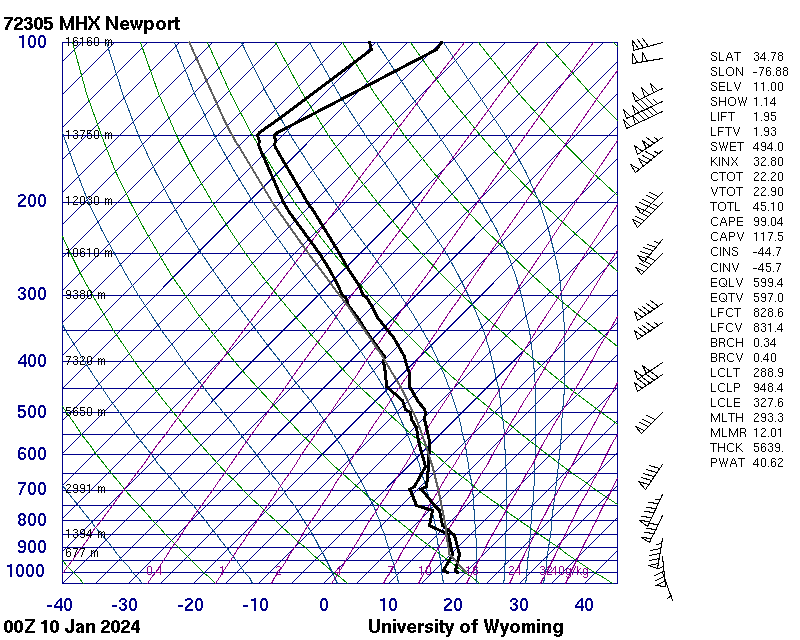 72305 MHX Newport
100 16160 m
13750 m
200 12030 m
10610 m
300 9380 m
400 7320 m
500 5650 m
600
700 2991 m
800
1394 m
900
677 m
1000
0.4 1 2 4 7 10 16 24 32 40g/kg
-40 -30 -20 -10 0 10 20 30 40
00Z 10 Jan 2024 University of Wyoming
SLAT 34.78
SLON -76.88
SELV 11.00
SHOW 1.14
LIFT 1.95
LFTV 1.93
SWET 494.0
KINX 32.60
CTOT 22.20
VTOT 22.90
TOTL 45.10
CAPE 99.04
CAPV 117.5
CINS -44.7
CINV -45.7
EQLV 599.4
EQTV 597.0
LFCT 828.6
LFCV 831.4
BRCH 0.34
BRCV 0.40
LCLT 288.9
LCLP 948.4
LCLE 327.6
MLTH 293.3
MLMR 12.01
THCK 5639.
PWAT 40.62